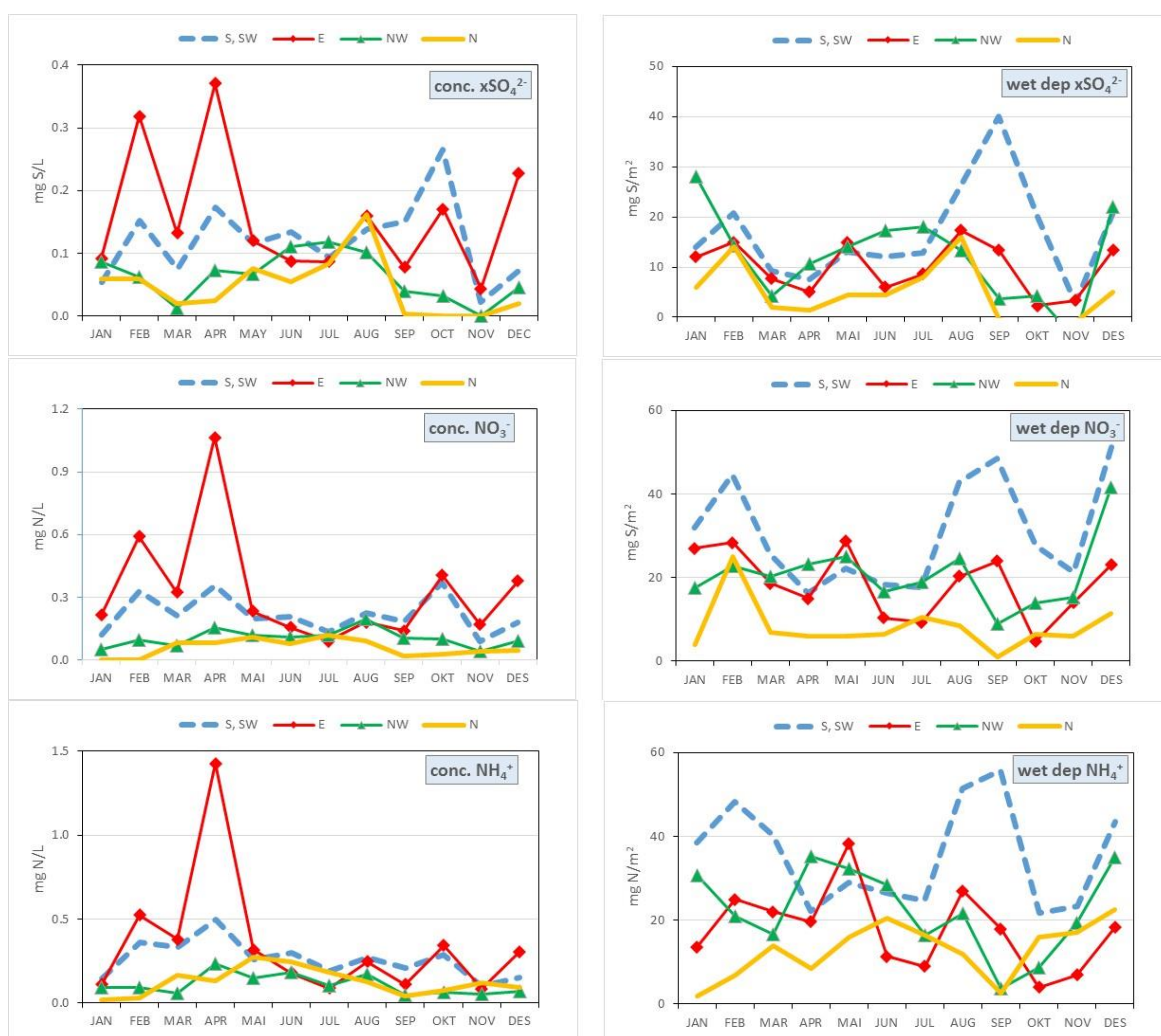 S, SW E NW N
conc. xSO₄²⁻
mg S/L
0.4
0.3
0.2
0.1
0.0
JAN FEB MAR APR MAY JUN JUL AUG SEP OCT NOV DEC
S, SW E NW N
wet dep xSO₄²⁻
mg S/m²
50
40
30
20
10
0
JAN FEB MAR APR MAI JUN JUL AUG SEP OKT NOV DES
S, SW E NW N
conc. NO₃⁻
mg N/L
1.2
0.9
0.6
0.3
0.0
JAN FEB MAR APR MAI JUN JUL AUG SEP OKT NOV DES
S, SW E NW N
wet dep NO₃⁻
mg S/m²
60
40
20
0
JAN FEB MAR APR MAI JUN JUL AUG SEP OKT NOV DES
S, SW E NW N
conc. NH₄⁺
mg N/L
1.5
1.0
0.5
0.0
JAN FEB MAR APR MAI JUN JUL AUG SEP OKT NOV DES
S, SW E NW N
wet dep NH₄⁺
mg N/m²
60
40
20
0
JAN FEB MAR APR MAI JUN JUL AUG SEP OKT NOV DES